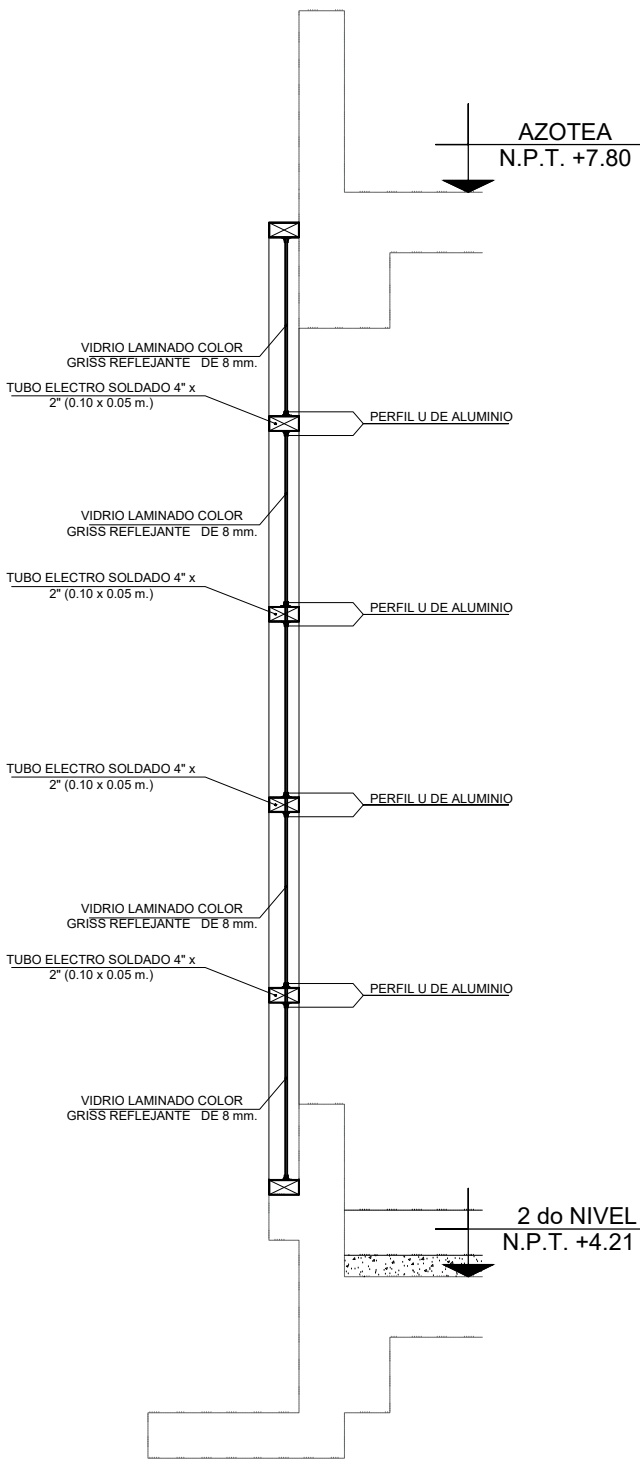 AZOTEA
N.P.T. +7.80
VIDRIO LAMINADO COLOR
GRISS REFLEJANTE DE 8 mm.
TUBO ELECTRO SOLDADO 4" x
2" (0.10 x 0.05 m.)
PERFIL U DE ALUMINIO
VIDRIO LAMINADO COLOR
GRISS REFLEJANTE DE 8 mm.
TUBO ELECTRO SOLDADO 4" x
2" (0.10 x 0.05 m.)
PERFIL U DE ALUMINIO
TUBO ELECTRO SOLDADO 4" x
2" (0.10 x 0.05 m.)
PERFIL U DE ALUMINIO
VIDRIO LAMINADO COLOR
GRISS REFLEJANTE DE 8 mm.
TUBO ELECTRO SOLDADO 4" x
2" (0.10 x 0.05 m.)
PERFIL U DE ALUMINIO
VIDRIO LAMINADO COLOR
GRISS REFLEJANTE DE 8 mm.
2 do NIVEL
N.P.T. +4.21